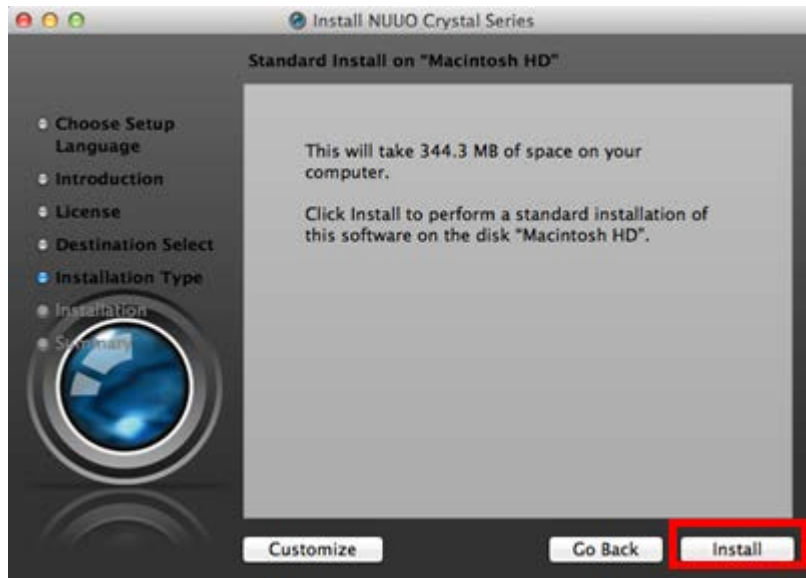 Install NUUO Crystal Series
Standard Install on "Macintosh HD"
Choose Setup
Language
Introduction
License
Destination Select
Installation Type
Installation
Summary
This will take 344.3 MB of space on your
computer.
Click Install to perform a standard installation of
this software on the disk "Macintosh HD".
Customize
Go Back
Install